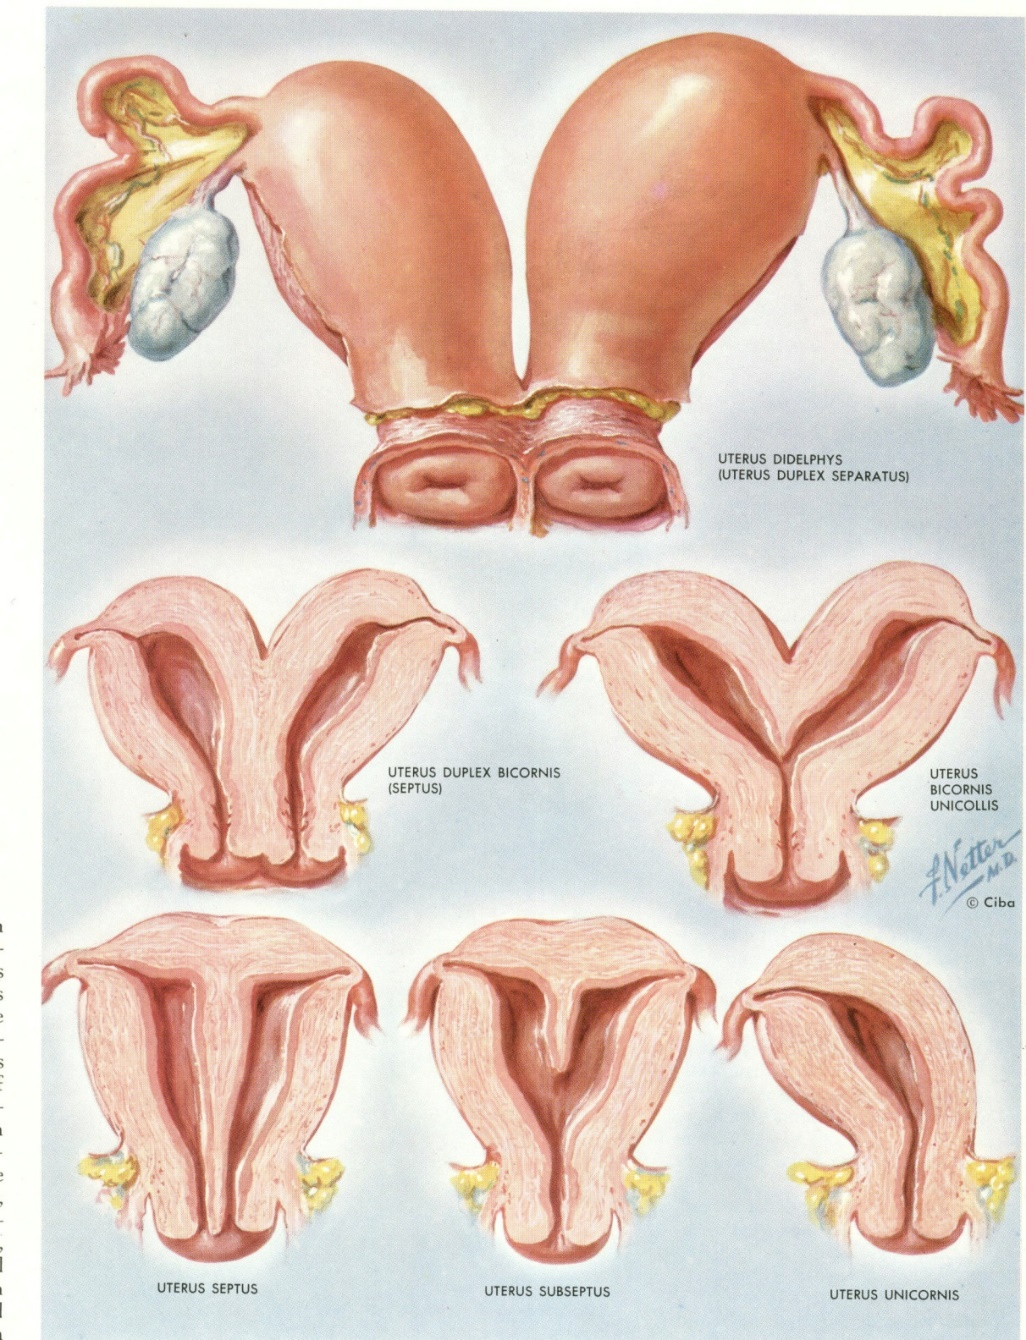 UTERUS DIDELPHYS
(UTERUS DUPLEX SEPARATUS)
UTERUS DUPLEX BICORNIS
(SEPTUS)
UTERUS
BICORNIS
UNICOLLIS
F. Netter
M.D.
© Ciba
UTERUS SEPTUS
UTERUS SUBSEPTUS
UTERUS UNICORNIS